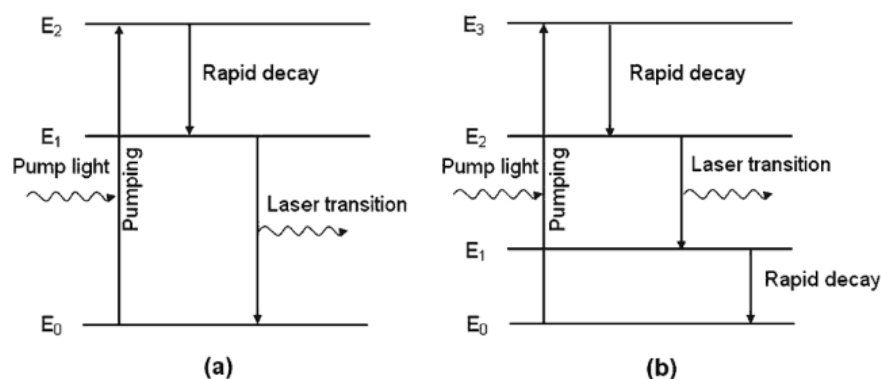 E2
Rapid decay
E1
Pump light
Pumping
Laser transition
E0
(a)
E3
Rapid decay
E2
Pump light
Pumping
Laser transition
E1
Rapid decay
E0
(b)